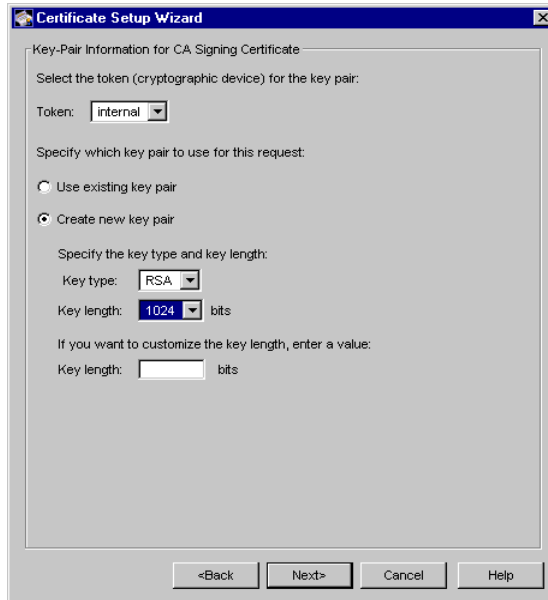 Certificate Setup Wizard
Key-Pair Information for CA Signing Certificate
Select the token (cryptographic device) for the key pair:
Token: internal
Specify which key pair to use for this request:
Use existing key pair
Create new key pair
Specify the key type and key length:
Key type: RSA
Key length: 1024 bits
If you want to customize the key length, enter a value:
Key length: bits
<Back Next> Cancel Help